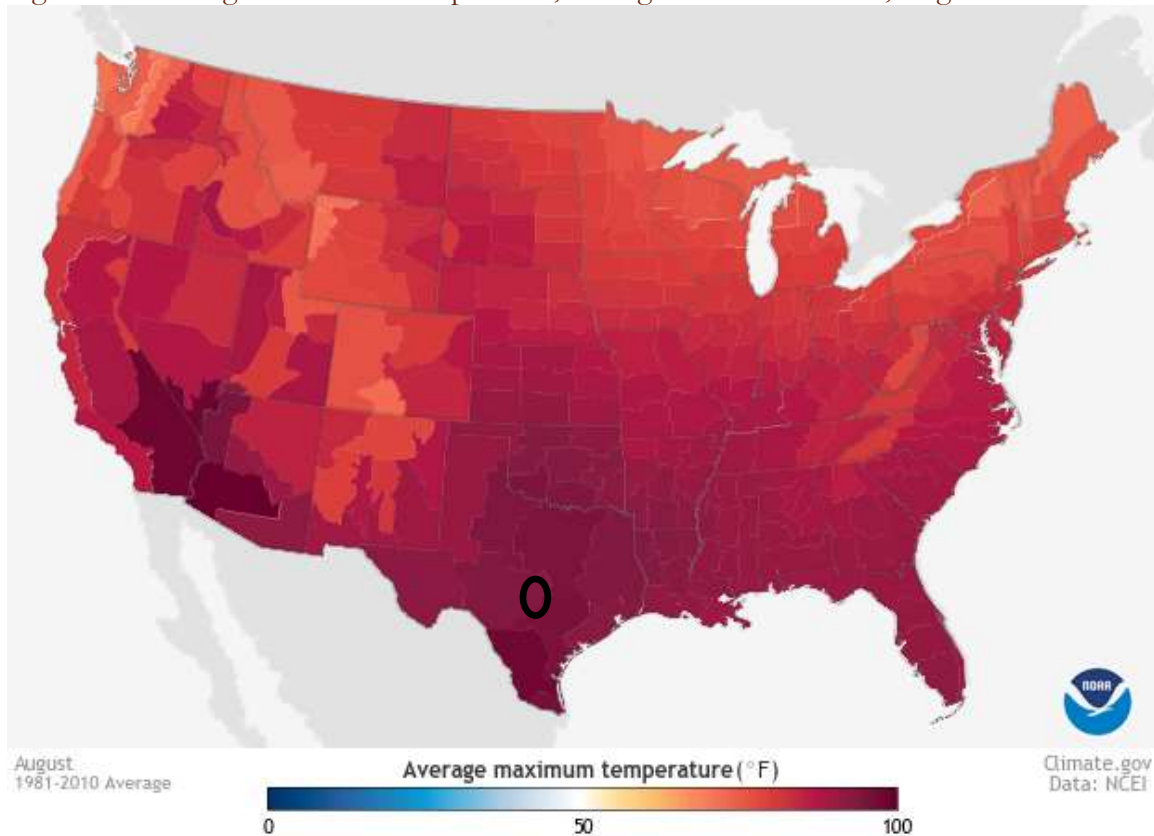 NOAA
August
1981-2010 Average
Average maximum temperature (°F)
0
50
100
Climate.gov
Data: NCEI